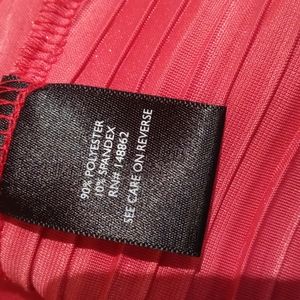 90% POLYESTER
10% SPANDEX
RN# 148862
SEE CARE ON REVERSE